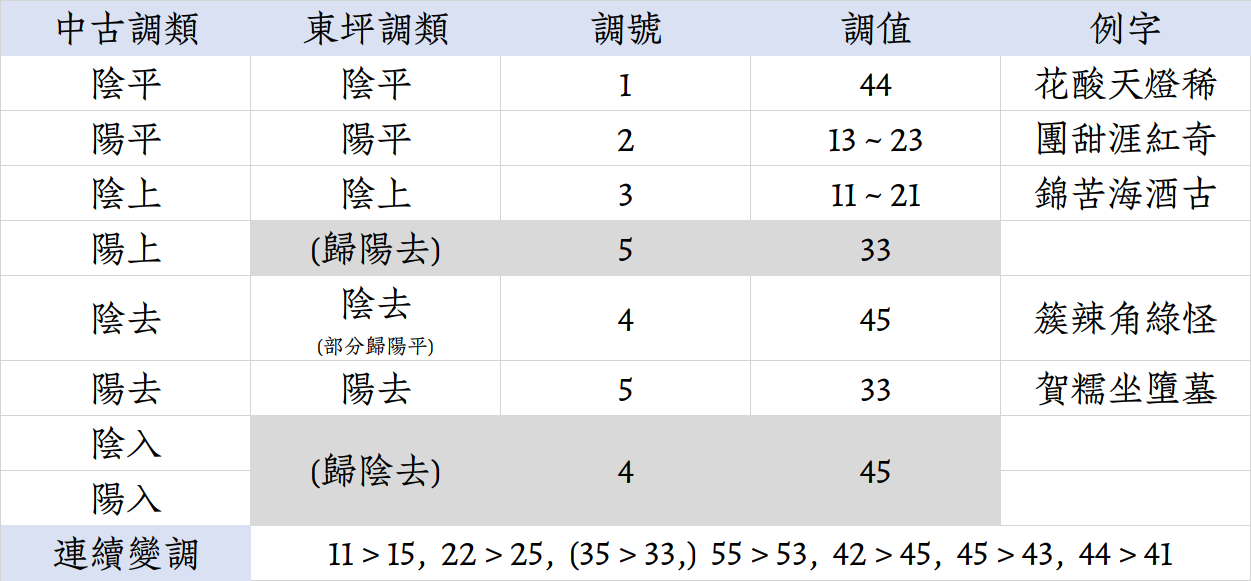 中古調類 東坪調類 調號 調值 例字
陰平 陰平 1 44 花酸天燈稀
陽平 陽平 2 13 ~ 23 團甜涯紅奇
陰上 陰上 3 11 ~ 21 錦苦海酒古
陽上 (歸陽去) 5 33
陰去 陰去 4 45 簇辣角綠怪
(部分歸陽平)
陽去 陽去 5 33 賀糯坐墮墓
陰入
(歸陰去) 4 45
陽入
連續變調 11 > 15, 22 > 25, (35 > 33,) 55 > 53, 42 > 45, 45 > 43, 44 > 41